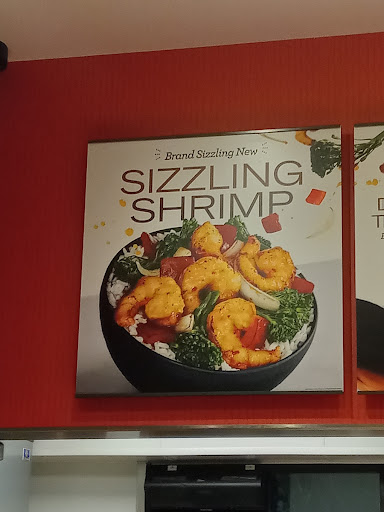 Brand Sizzling New
SIZZLING
SHRIMP
D
T